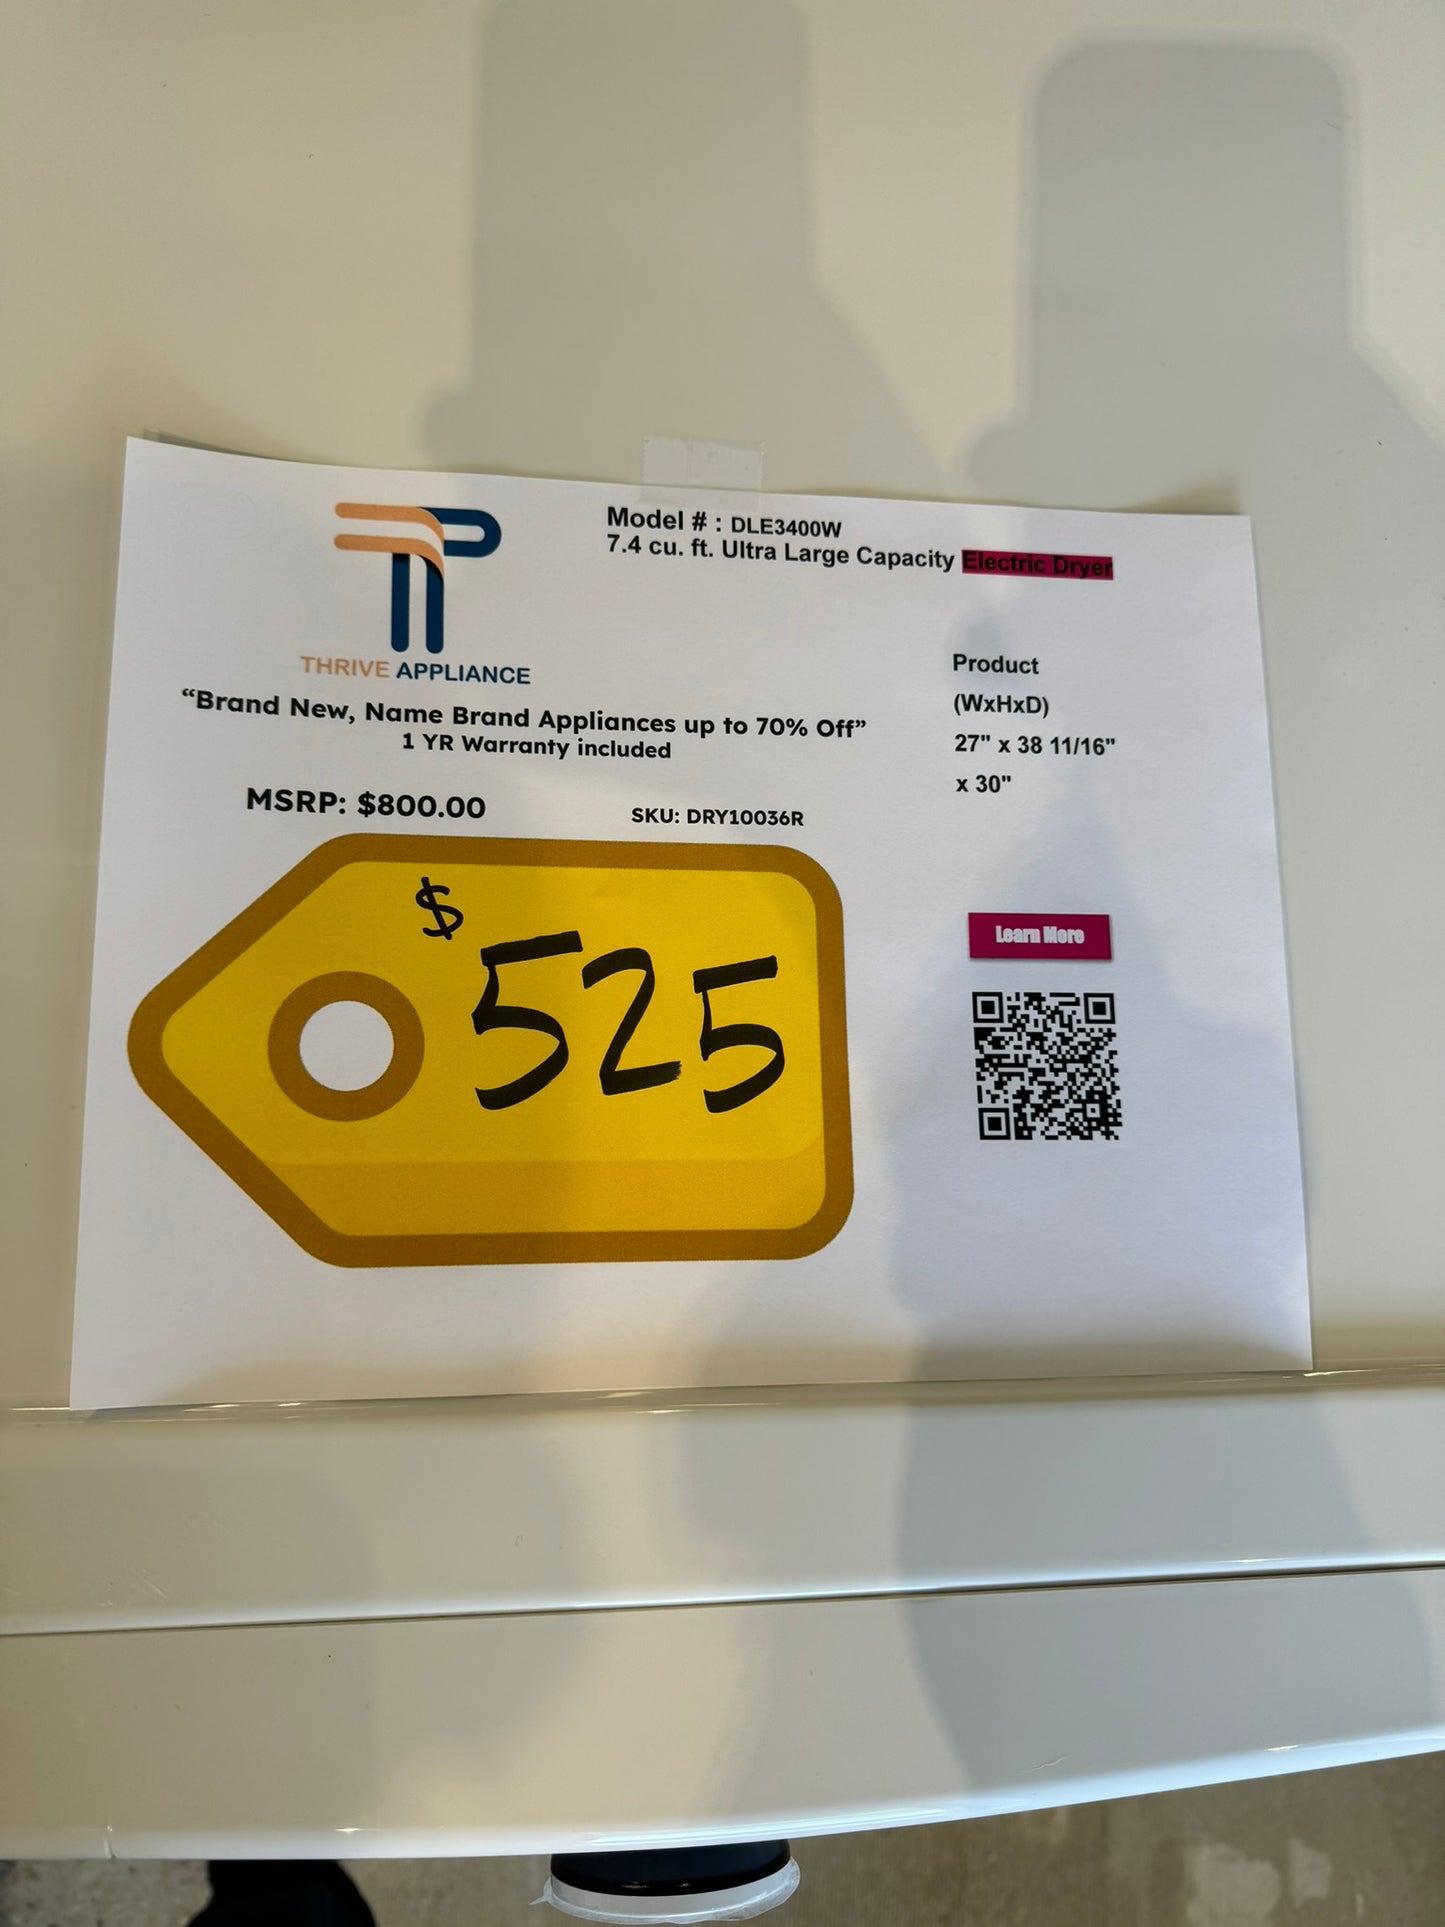 THRIVE APPLIANCE
Model # : DLE3400W
7.4 cu. ft. Ultra Large Capacity Electric Dryer
“Brand New, Name Brand Appliances up to 70% Off”
1 YR Warranty included
MSRP: $800.00
SKU: DRY10036R
$525
Product
(WxHxD)
27" x 38 11/16"
x 30"
Learn More